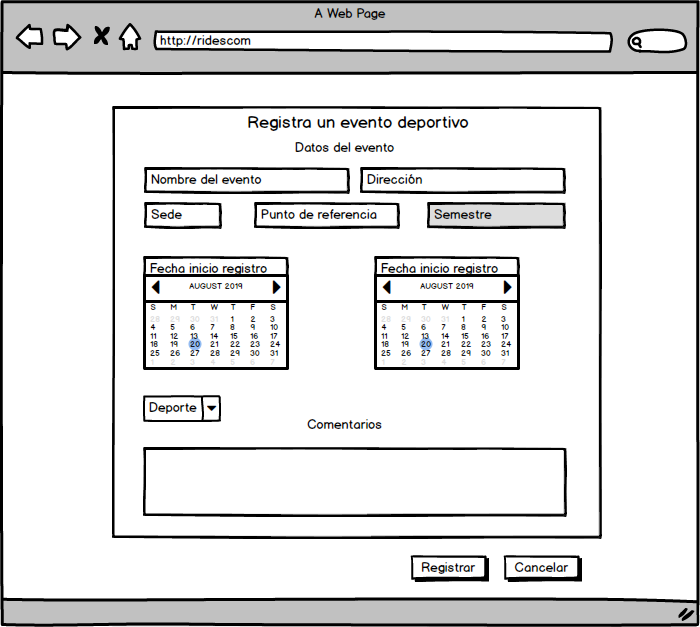 A Web Page
http://ridescom
Registra un evento deportivo
Datos del evento
Nombre del evento Dirección
Sede Punto de referencia Semestre
Fecha inicio registro Fecha inicio registro
AUGUST 2019 AUGUST 2019
S M T W T F S S M T W T F S
28 29 30 31 1 2 3 28 29 30 31 1 2 3
4 5 6 7 8 9 10 4 5 6 7 8 9 10
11 12 13 14 15 16 17 11 12 13 14 15 16 17
18 19 20 21 22 23 24 18 19 20 21 22 23 24
25 26 27 28 29 30 31 25 26 27 28 29 30 31
1 2 3 4 5 6 7 1 2 3 4 5 6 7
Deporte
Comentarios
Registrar Cancelar